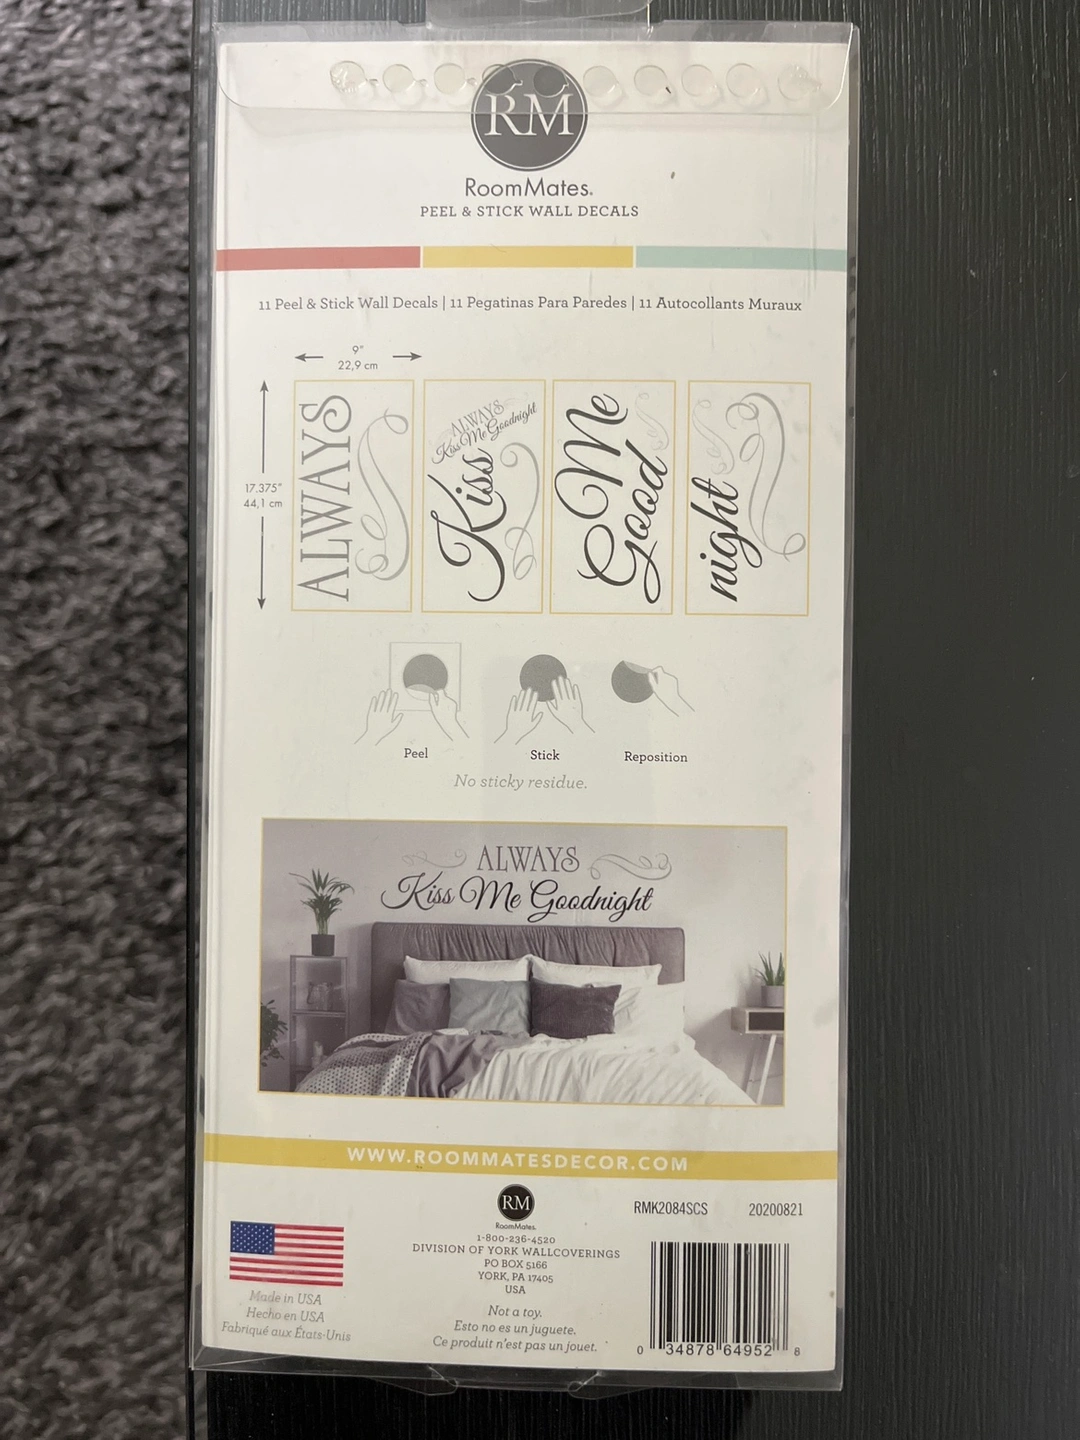 RM
RoomMates.
PEEL & STICK WALL DECALS
11 Peel & Stick Wall Decals | 11 Pegatinas Para Paredes | 11 Autocollants Muraux
9"
22,9 cm
17.375"
44,1 cm
ALWAYS
ALWAYS
Kiss Me Goodnight
Kiss
Me
Good
night
Peel
Stick
Reposition
No sticky residue.
ALWAYS
Kiss Me Goodnight
WWW.ROOMMATESDECOR.COM
RM
RoomMates.
1-800-236-4520
DIVISION OF YORK WALLCOVERINGS
PO BOX 5166
YORK, PA 17405
USA
Not a toy.
Esto no es un juguete.
Ce produit n'est pas un jouet.
Made in USA
Hecho en USA
Fabriqué aux États-Unis
RMK2084SCS 20200821
0 34878 64952 8